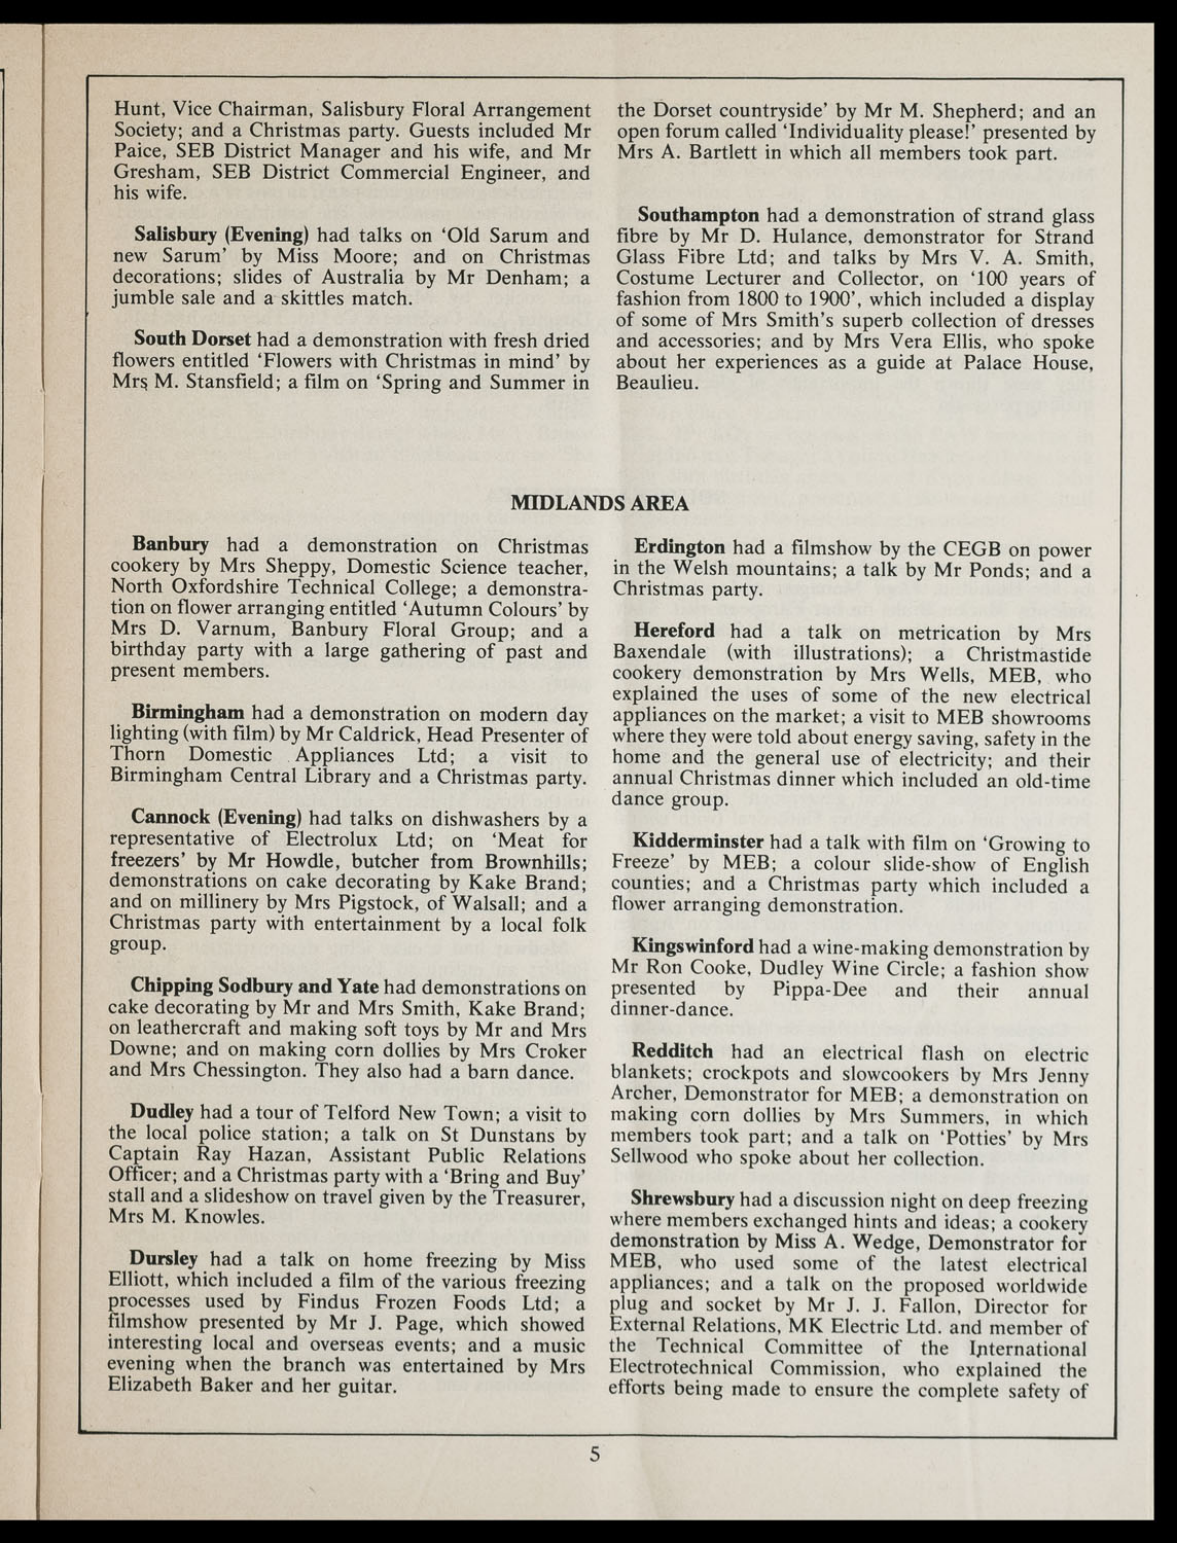 Hunt, Vice Chairman, Salisbury Floral Arrangement
Society; and a Christmas party. Guests included Mr
Paice, SEB District Manager and his wife, and Mr
Gresham, SEB District Commercial Engineer, and
his wife.
Salisbury (Evening) had talks on ‘Old Sarum and
new Sarum’ by Miss Moore; and on Christmas
decorations; slides of Australia by Mr Denham; a
jumble sale and a skittles match.
South Dorset had a demonstration with fresh dried
flowers entitled ‘Flowers with Christmas in mind’ by
Mrs M. Stansfield; a film on ‘Spring and Summer in
the Dorset countryside’ by Mr M. Shepherd; and an
open forum called ‘Individuality please!’ presented by
Mrs A. Bartlett in which all members took part.
Southampton had a demonstration of strand glass
fibre by Mr D. Hulance, demonstrator for Strand
Glass Fibre Ltd; and talks by Mrs V. A. Smith,
Costume Lecturer and Collector, on ‘100 years of
fashion from 1800 to 1900’, which included a display
of some of Mrs Smith’s superb collection of dresses
and accessories; and by Mrs Vera Ellis, who spoke
about her experiences as a guide at Palace House,
Beaulieu.
MIDLANDS AREA
Banbury had a demonstration on Christmas
cookery by Mrs Sheppy, Domestic Science teacher,
North Oxfordshire Technical College; a demonstra-
tion on flower arranging entitled ‘Autumn Colours’ by
Mrs D. Varnum, Banbury Floral Group; and a
birthday party with a large gathering of past and
present members.
Birmingham had a demonstration on modern day
lighting (with film) by Mr Caldrick, Head Presenter of
Thorn Domestic Appliances Ltd; a visit to
Birmingham Central Library and a Christmas party.
Cannock (Evening) had talks on dishwashers by a
representative of Electrolux Ltd; on ‘Meat for
freezers’ by Mr Howdle, butcher from Brownhills;
demonstrations on cake decorating by Kake Brand;
and on millinery by Mrs Pigstock, of Walsall; and a
Christmas party with entertainment by a local folk
group.
Chipping Sodbury and Yate had demonstrations on
cake decorating by Mr and Mrs Smith, Kake Brand;
on leathercraft and making soft toys by Mr and Mrs
Downe; and on making corn dollies by Mrs Croker
and Mrs Chessington. They also had a barn dance.
Dudley had a tour of Telford New Town; a visit to
the local police station; a talk on St Dunstans by
Captain Ray Hazan, Assistant Public Relations
Officer; and a Christmas party with a ‘Bring and Buy’
stall and a slideshow on travel given by the Treasurer,
Mrs M. Knowles.
Dursley had a talk on home freezing by Miss
Elliott, which included a film of the various freezing
processes used by Findus Frozen Foods Ltd; a
filmshow presented by Mr J. Page, which showed
interesting local and overseas events; and a music
evening when the branch was entertained by Mrs
Elizabeth Baker and her guitar.
Erdington had a filmshow by the CEGB on power
in the Welsh mountains; a talk by Mr Ponds; and a
Christmas party.
Hereford had a talk on metrication by Mrs
Baxendale (with illustrations); a Christmastide
cookery demonstration by Mrs Wells, MEB, who
explained the uses of some of the new electrical
appliances on the market; a visit to MEB showrooms
where they were told about energy saving, safety in the
home and the general use of electricity; and their
annual Christmas dinner which included an old-time
dance group.
Kidderminster had a talk with film on ‘Growing to
Freeze’ by MEB; a colour slide-show of English
counties; and a Christmas party which included a
flower arranging demonstration.
Kingswinford had a wine-making demonstration by
Mr Ron Cooke, Dudley Wine Circle; a fashion show
presented by Pippa-Dee and their annual
dinner-dance.
Redditch had an electrical flash on electric
blankets; crockpots and slowcookers by Mrs Jenny
Archer, Demonstrator for MEB; a demonstration on
making corn dollies by Mrs Summers, in which
members took part; and a talk on ‘Potties’ by Mrs
Sellwood who spoke about her collection.
Shrewsbury had a discussion night on deep freezing
where members exchanged hints and ideas; a cookery
demonstration by Miss A. Wedge, Demonstrator for
MEB, who used some of the latest electrical
appliances; and a talk on the proposed worldwide
plug and socket by Mr J. J. Fallon, Director for
External Relations, MK Electric Ltd. and member of
the Technical Committee of the International
Electrotechnical Commission, who explained the
efforts being made to ensure the complete safety of
5